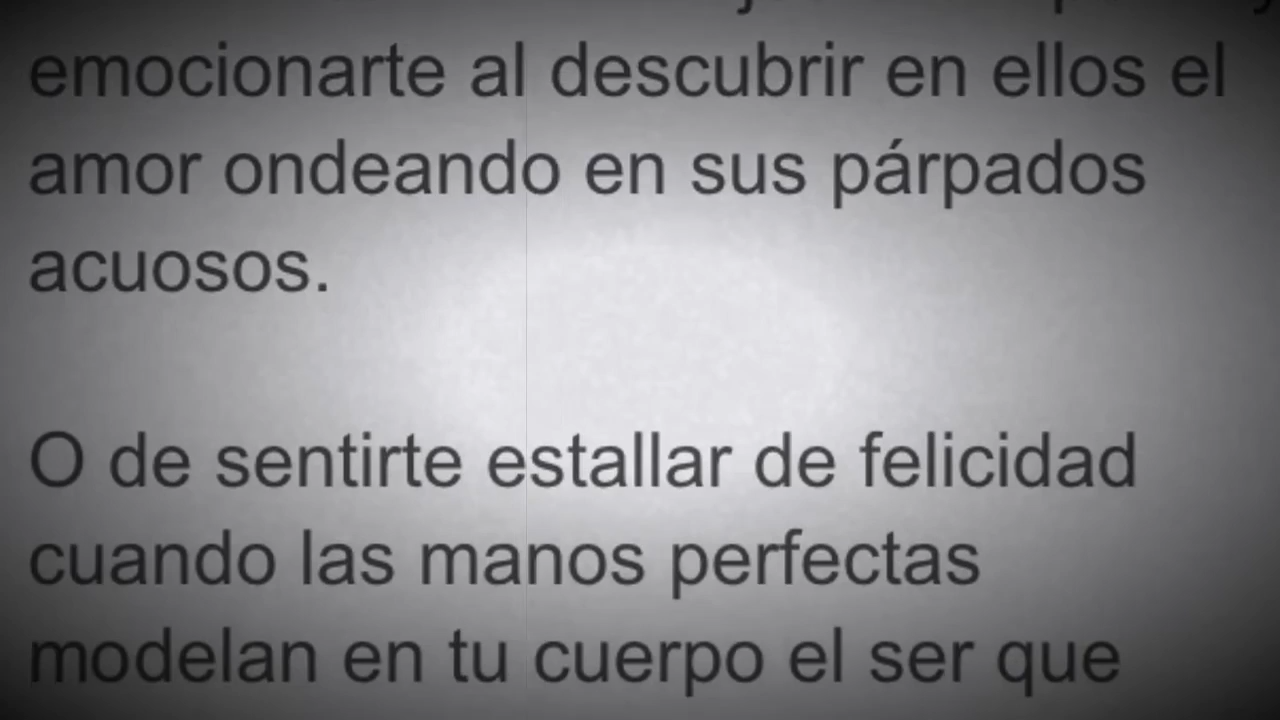 emocionarte al descubrir en ellos el
amor ondeando en sus párpados
acuosos.
O de sentirte estallar de felicidad
cuando las manos perfectas
modelan en tu cuerpo el ser que